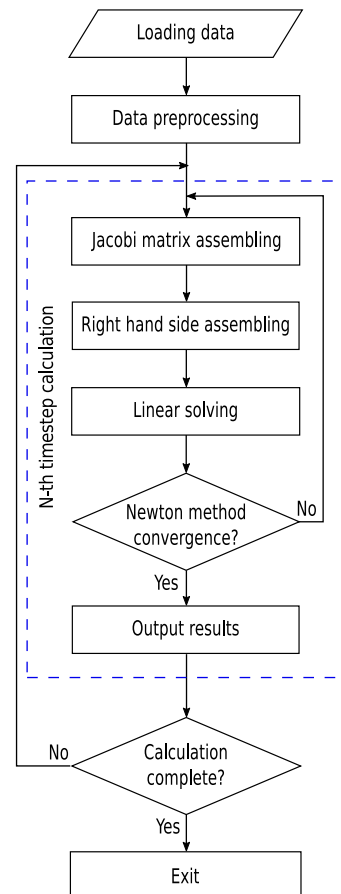 Loading data
Data preprocessing
N-th timestep calculation
Jacobi matrix assembling
Right hand side assembling
Linear solving
Newton method
convergence?
No
Yes
Output results
Calculation
complete?
No
Yes
Exit